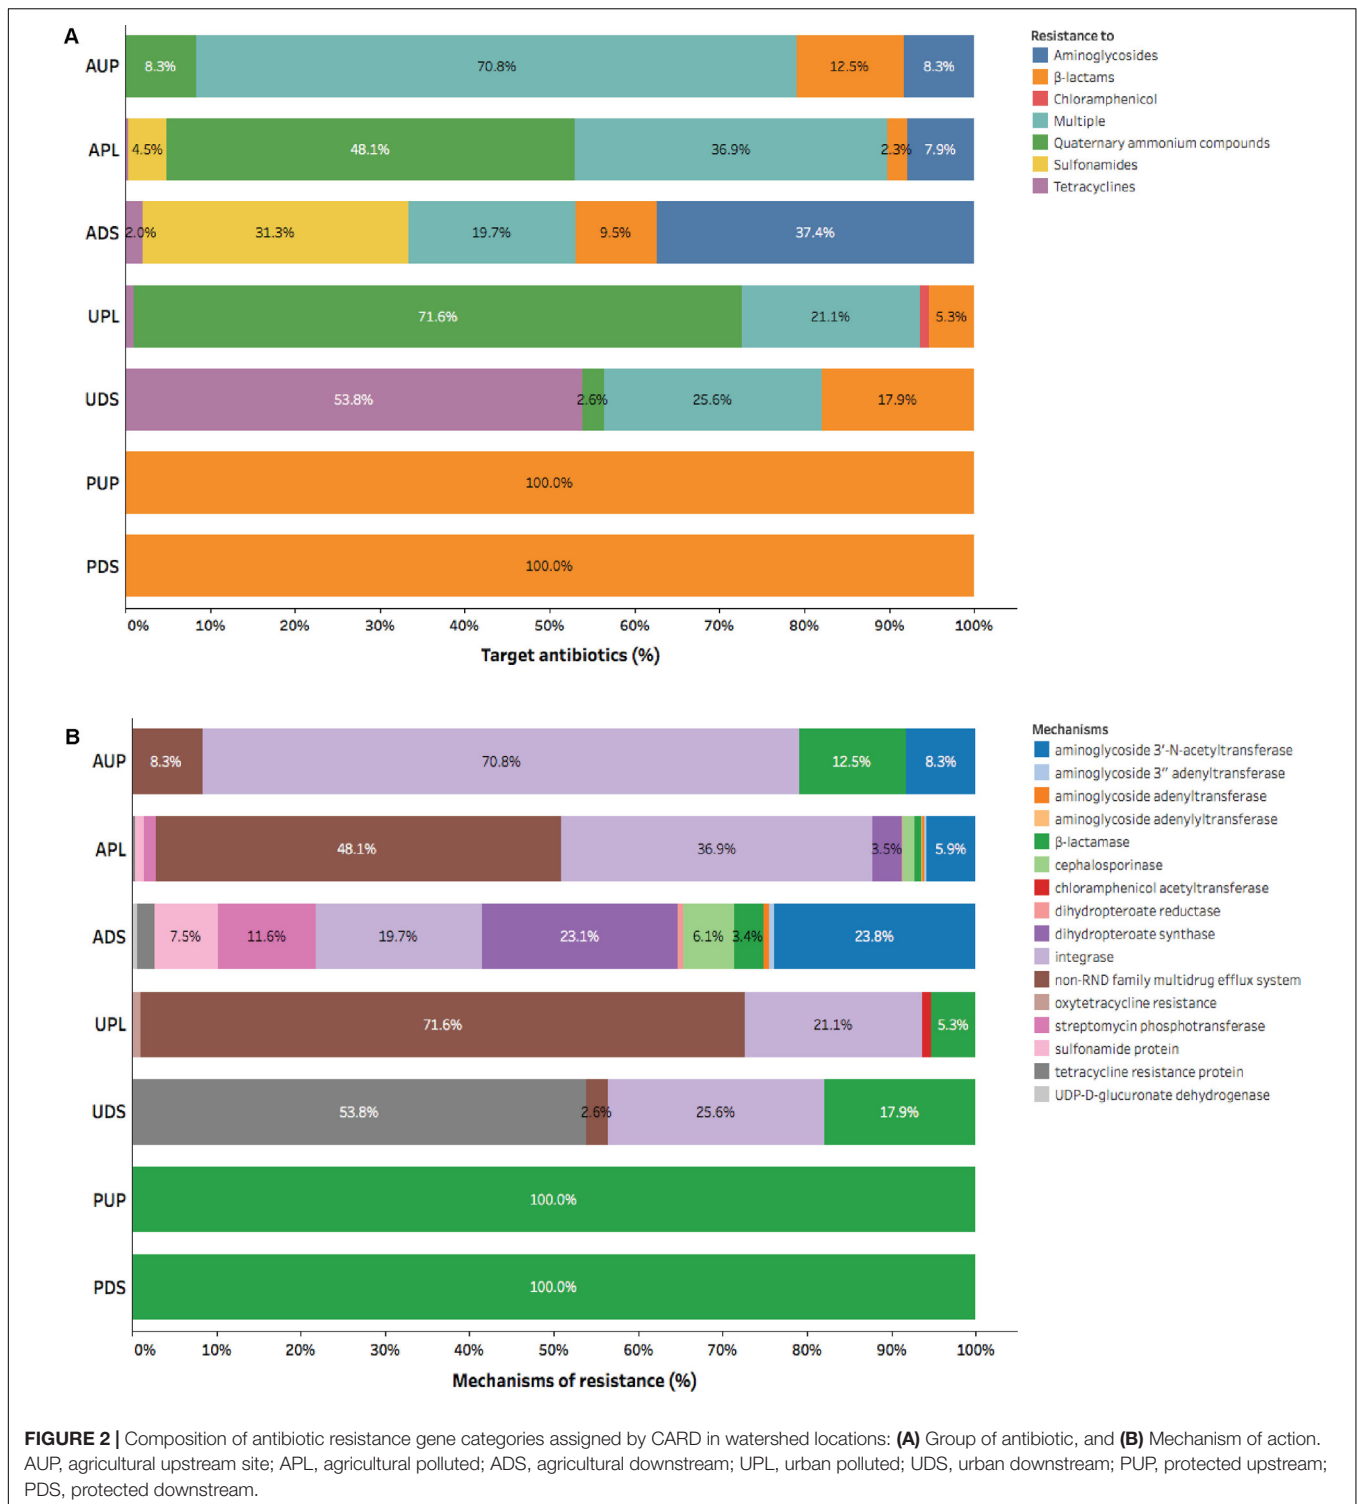 A
Resistance to
Aminoglycosides
β-lactams
Chloramphenicol
Multiple
Quaternary ammonium compounds
Sulfonamides
Tetracyclines
AUP 8.3% 70.8% 12.5% 8.3%
APL 4.5% 48.1% 36.9% 2.3% 7.9%
ADS 2.0% 31.3% 19.7% 9.5% 37.4%
UPL 71.6% 21.1% 5.3%
UDS 53.8% 2.6% 25.6% 17.9%
PUP 100.0%
PDS 100.0%
0% 10% 20% 30% 40% 50% 60% 70% 80% 90% 100%
Target antibiotics (%)
B
Mechanisms
aminoglycoside 3'-N-acetyltransferase
aminoglycoside 3'' adenyltransferase
aminoglycoside adenyltransferase
aminoglycoside adenylyltransferase
β-lactamase
cephalosporinase
chloramphenicol acetyltransferase
dihydropteroate reductase
dihydropteroate synthase
integrase
non-RND family multidrug efflux system
oxytetracycline resistance
streptomycin phosphotransferase
sulfonamide protein
tetracycline resistance protein
UDP-D-glucuronate dehydrogenase
AUP 8.3% 70.8% 12.5% 8.3%
APL 48.1% 36.9% 3.5% 5.9%
ADS 7.5% 11.6% 19.7% 23.1% 6.1% 3.4% 23.8%
UPL 71.6% 21.1% 5.3%
UDS 53.8% 2.6% 25.6% 17.9%
PUP 100.0%
PDS 100.0%
0% 10% 20% 30% 40% 50% 60% 70% 80% 90% 100%
Mechanisms of resistance (%)
FIGURE 2 | Composition of antibiotic resistance gene categories assigned by CARD in watershed locations: (A) Group of antibiotic, and (B) Mechanism of action.
AUP, agricultural upstream site; APL, agricultural polluted; ADS, agricultural downstream; UPL, urban polluted; UDS, urban downstream; PUP, protected upstream;
PDS, protected downstream.